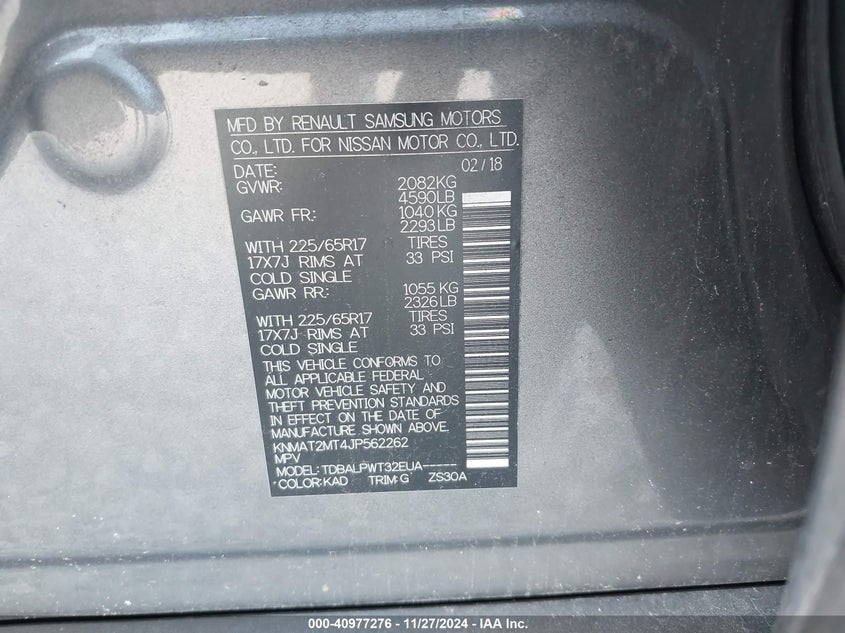 MFD BY RENAULT SAMSUNG MOTORS
CO., LTD. FOR NISSAN MOTOR CO., LTD.
DATE: 02/18
GVWR: 2082KG
4590LB
GAWR FR: 1040KG
2293LB
WITH 225/65R17 TIRES
17X7J RIMS AT 33 PSI
COLD SINGLE
GAWR RR: 1055 KG
2326LB
WITH 225/65R17 TIRES
17X7J RIMS AT 33 PSI
COLD SINGLE
THIS VEHICLE CONFORMS TO
ALL APPLICABLE FEDERAL
MOTOR VEHICLE SAFETY AND
THEFT PREVENTION STANDARDS
IN EFFECT ON THE DATE OF
MANUFACTURE SHOWN ABOVE.
KNMAT2MT4JP562262
MPV
MODEL: TDBALPWT32EUA-----
COLOR: KAD TRIM: G ZS30A
000-40977276 - 11/27/2024 - IAA Inc.